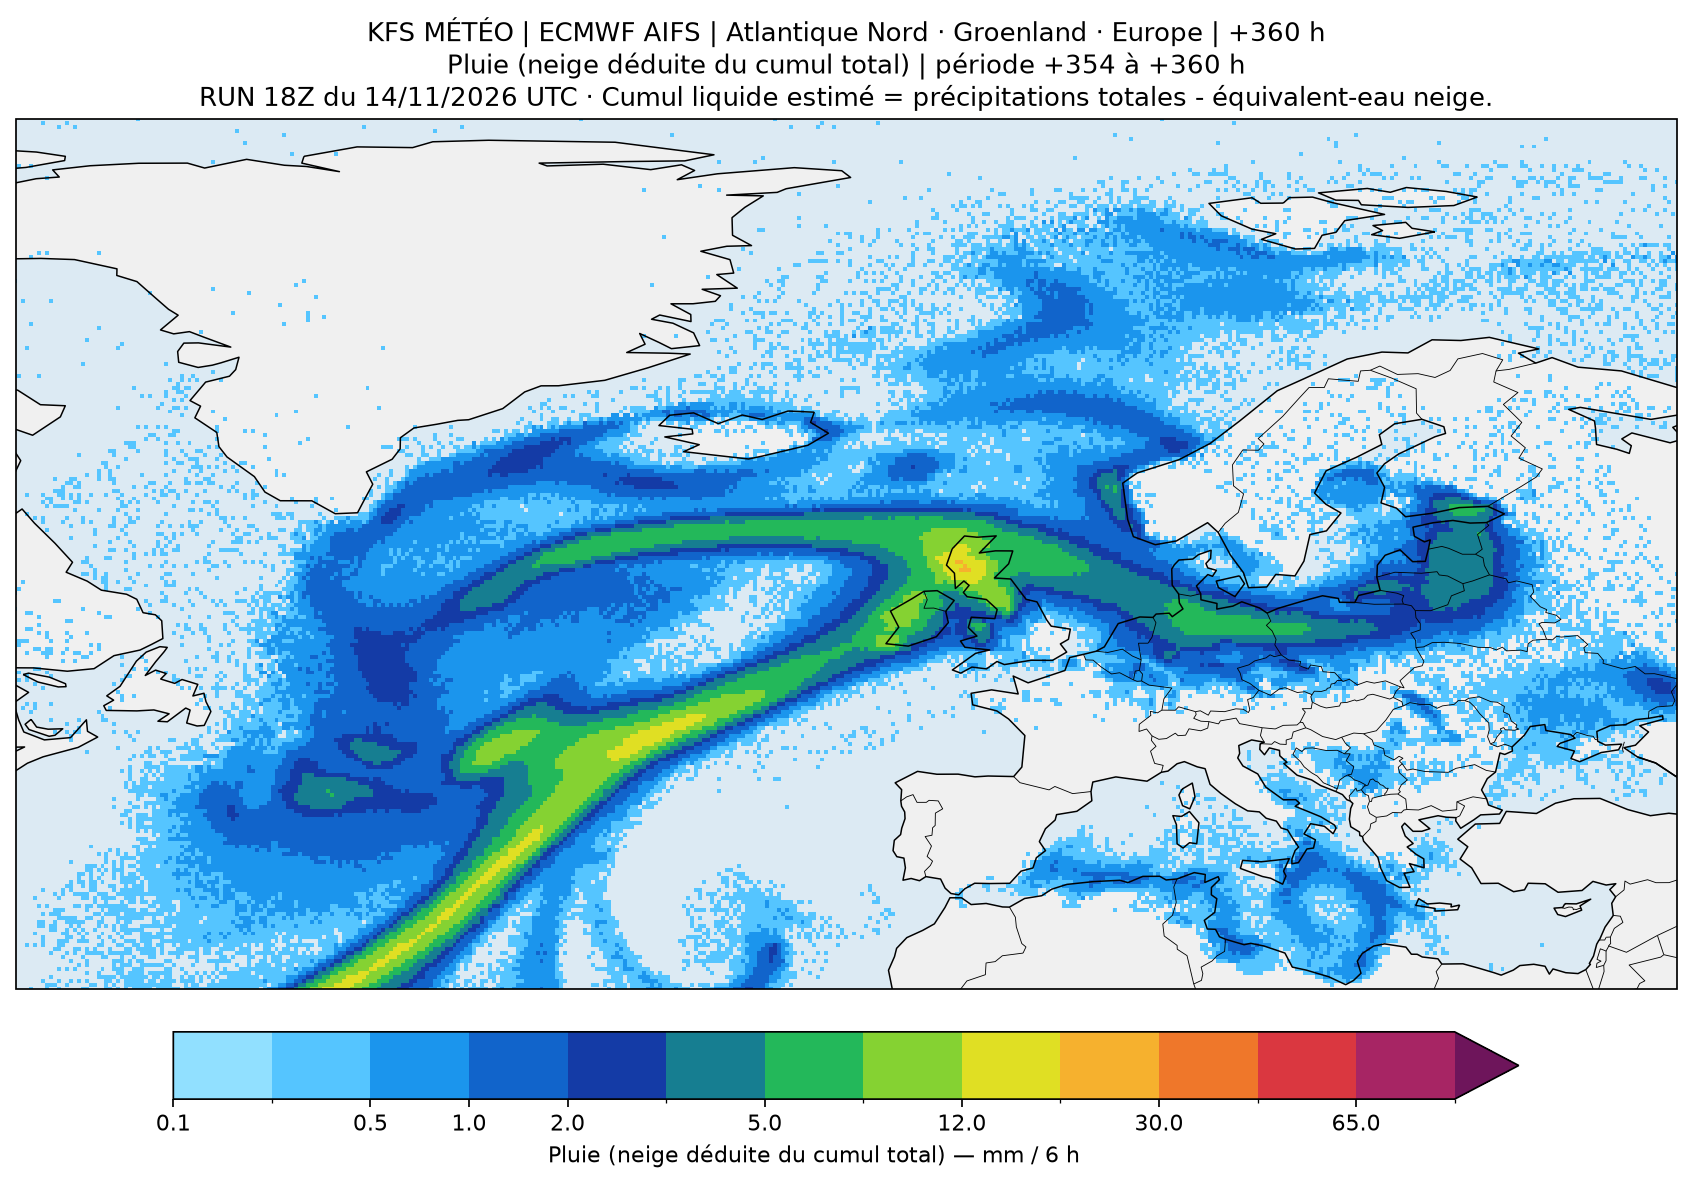 KFS MÉTÉO | ECMWF AIFS | Atlantique Nord · Groenland · Europe | +360 h
Pluie (neige déduite du cumul total) | période +354 à +360 h
RUN 18Z du 14/11/2026 UTC · Cumul liquide estimé = précipitations totales - équivalent-eau neige.
0.1 0.5 1.0 2.0 5.0 12.0 30.0 65.0
Pluie (neige déduite du cumul total) — mm / 6 h